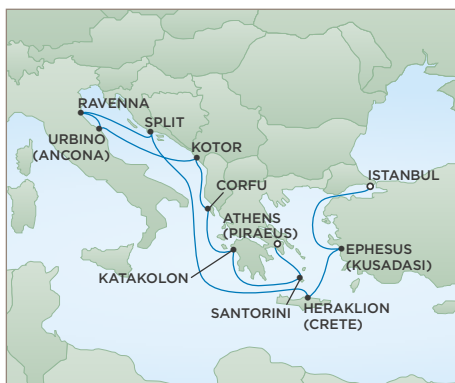 RAVENNA
SPLIT
URBINO
(ANCONA)
KOTOR
ISTANBUL
CORFU
ATHENS
(PIRAEUS)
EPHESUS
(KUSADASI)
KATAKOLON
SANTORINI
HERAKLION
(CRETE)